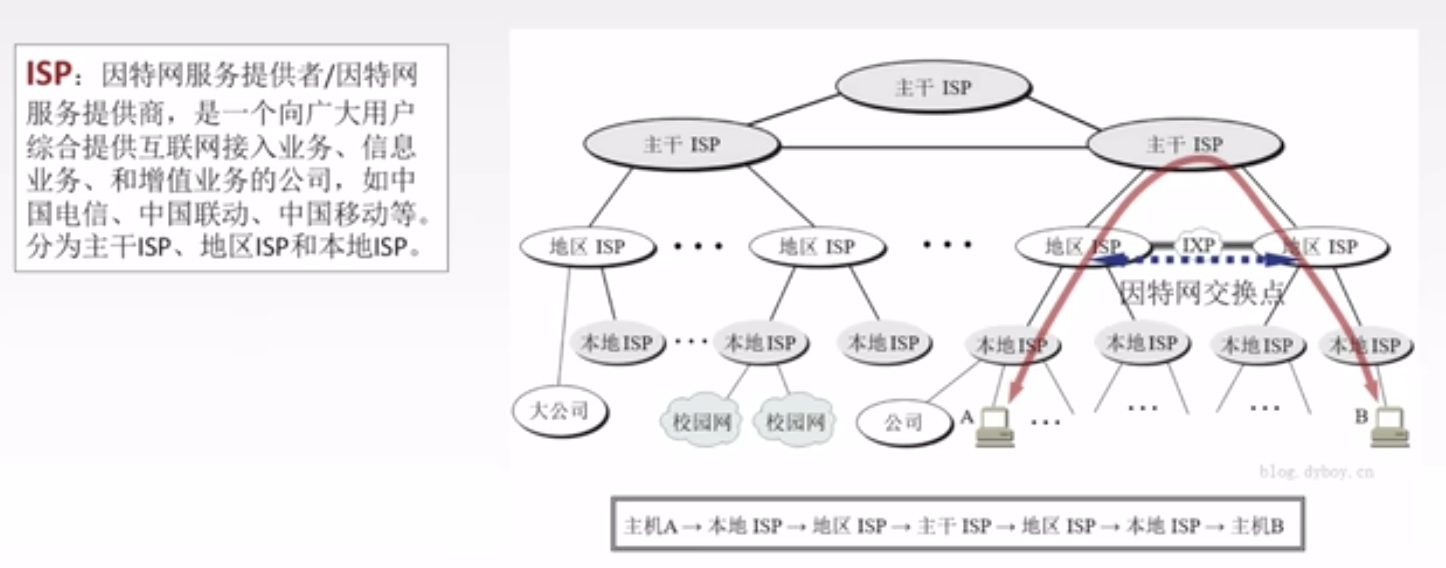 ISP：因特网服务提供者/因特网
服务提供商，是一个向广大用户
综合提供互联网接入业务、信息
业务、和增值业务的公司，如中
国电信、中国联动、中国移动等。
分为主干ISP、地区ISP和本地ISP。
主干 ISP
主干 ISP
主干 ISP
地区 ISP
•••
地区 ISP
•••
地区 ISP
IXP
地区 ISP
因特网交换点
本地ISP
•••
本地ISP
本地ISP
本地ISP
本地ISP
本地ISP
本地ISP
大公司
校园网
校园网
公司
A
•••
•••
•••
B
blog.dyboy.cn
主机A → 本地 ISP → 地区 ISP → 主干 ISP → 地区 ISP → 本地 ISP → 主机B